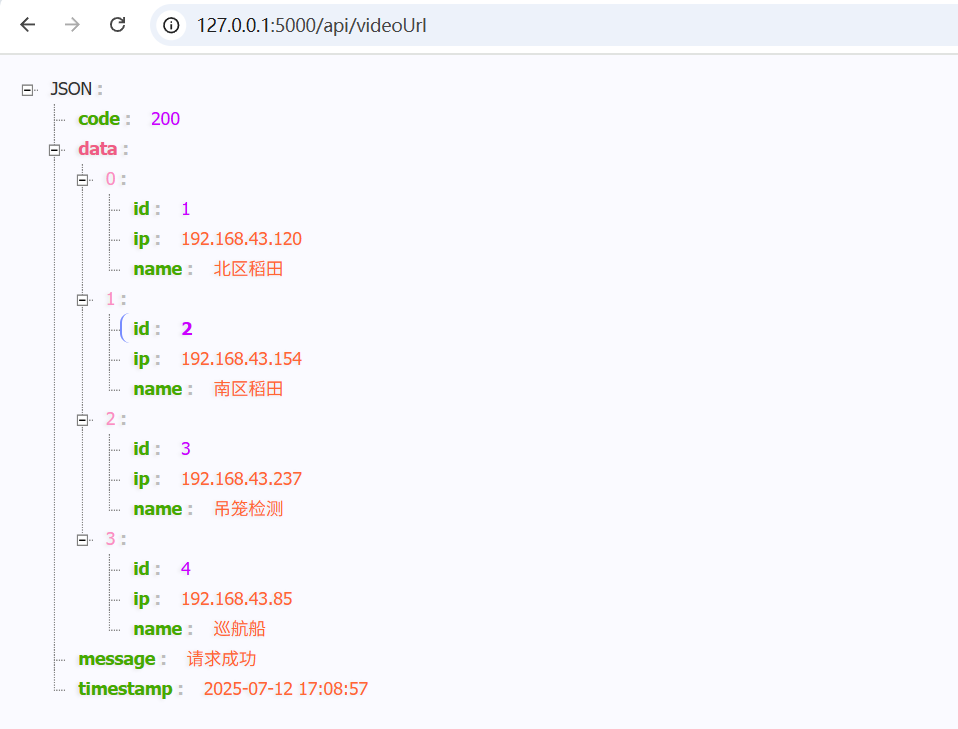 127.0.0.1:5000/api/videoUrl
JSON :
code : 200
data :
0 :
id : 1
ip : 192.168.43.120
name : 北区稻田
1 :
id : 2
ip : 192.168.43.154
name : 南区稻田
2 :
id : 3
ip : 192.168.43.237
name : 吊笼检测
3 :
id : 4
ip : 192.168.43.85
name : 巡航船
message : 请求成功
timestamp : 2025-07-12 17:08:57